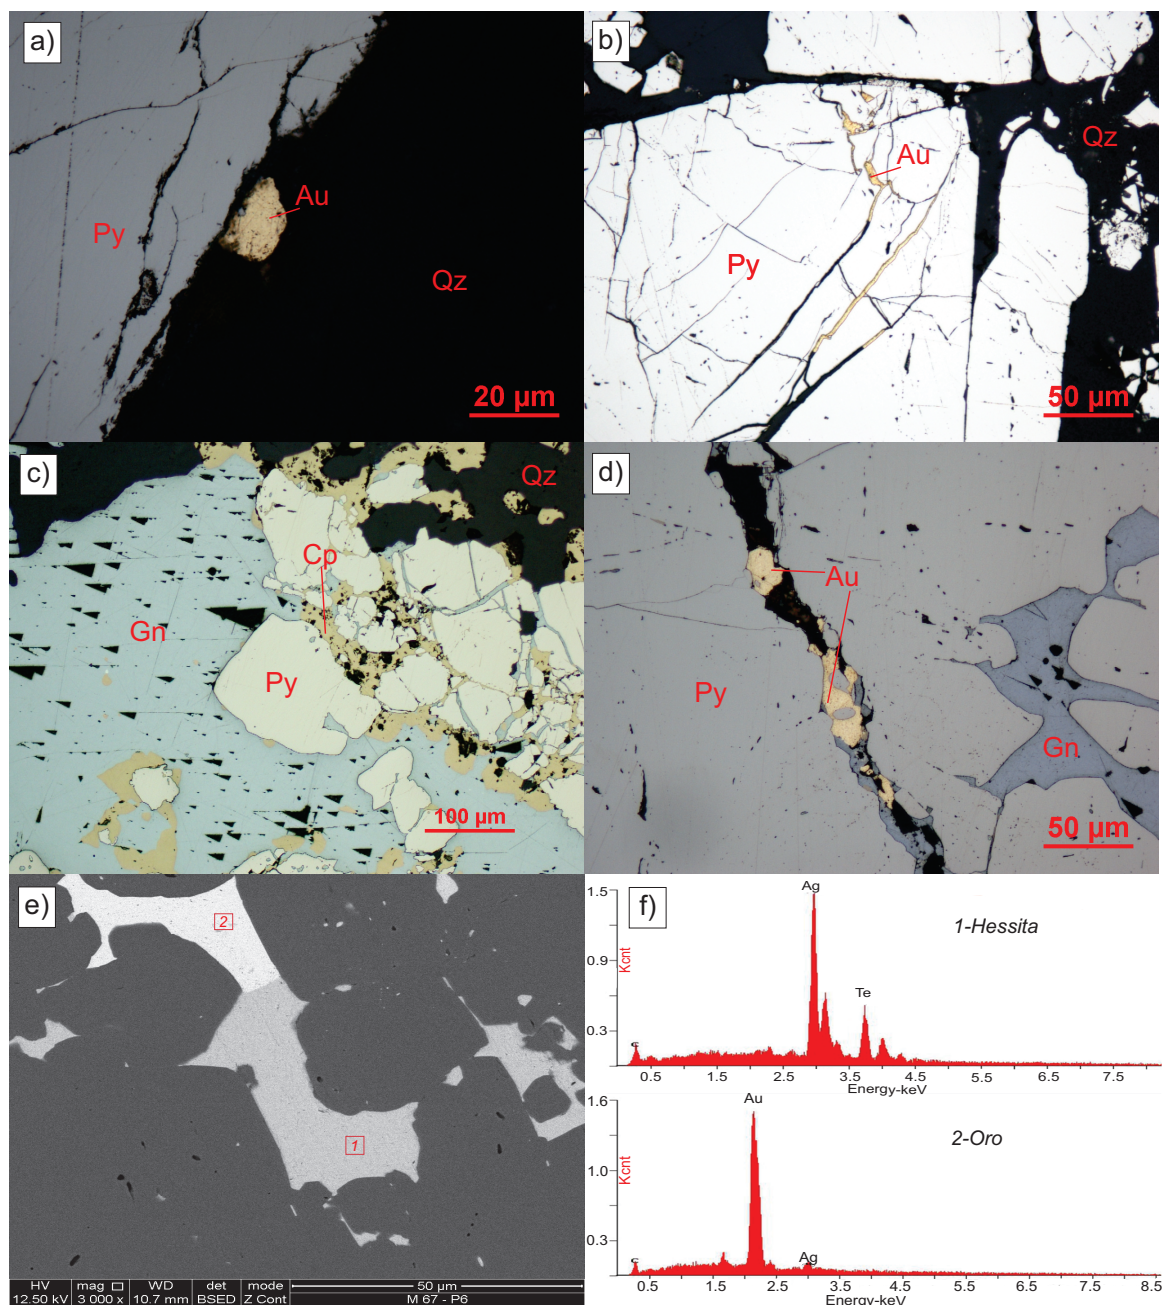 a)
Au
Py
Qz
20 µm
b)
Au
Qz
Py
50 µm
c)
Qz
Cp
Gn
Py
100 µm
d)
Au
Py
Gn
50 µm
e)
2
1
HV mag WD det mode
12.50 kV 3 000 x 10.7 mm BSED Z Cont
50 µm
M 67 - P6
f)
1-Hessita
Kcnt
1.5
0.9
0.3
Ag
Te
c
0.5 1.5 2.5 3.5 4.5 5.5 6.5 7.5
Energy-keV
2-Oro
Kcnt
1.6
1.0
0.3
Au
Ag
c
0.5 1.5 2.5 3.5 4.5 5.5 6.5 7.5 8.5
Energy-keV